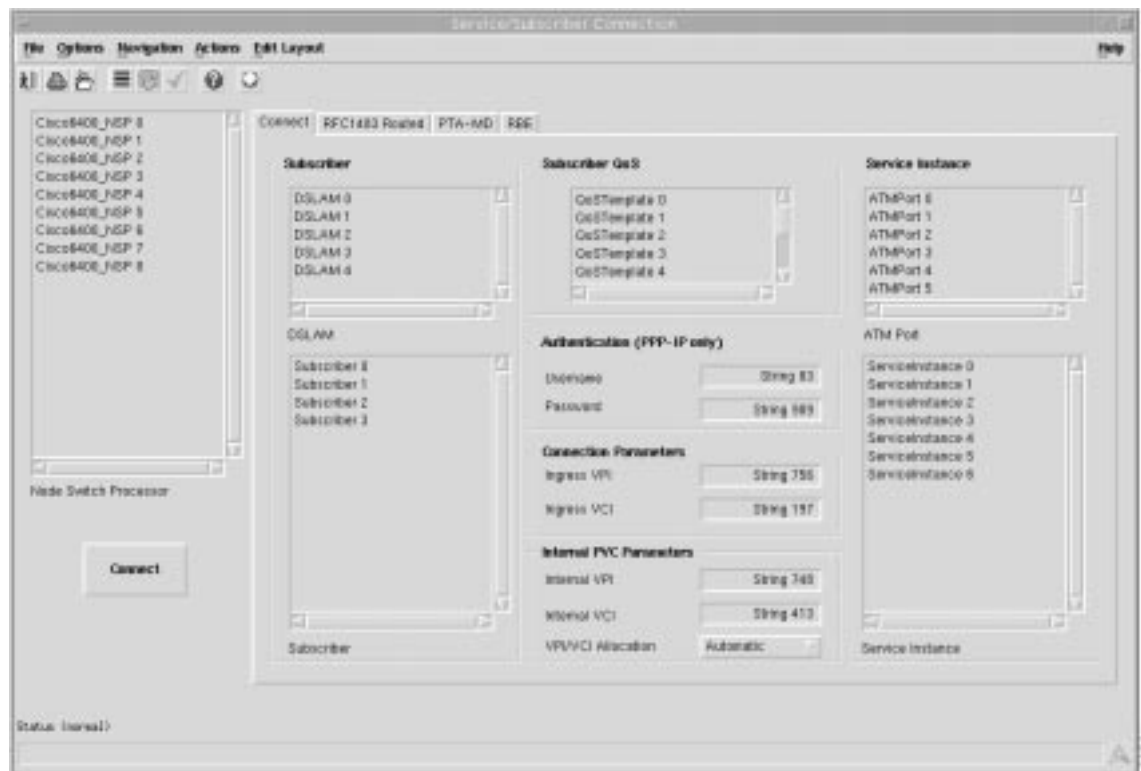 Service/Subscriber Connection
File Options Navigation Actions Edit Layout Help
Cisco6400_NSP 0
Cisco6400_NSP 1
Cisco6400_NSP 2
Cisco6400_NSP 3
Cisco6400_NSP 4
Cisco6400_NSP 5
Cisco6400_NSP 6
Cisco6400_NSP 7
Cisco6400_NSP 8
Node Switch Processor
Connect
Connect RFC1483 Routed PTA-MD RBE
Subscriber
DSLAM 0
DSLAM 1
DSLAM 2
DSLAM 3
DSLAM 4
DSLAM
Subscriber 0
Subscriber 1
Subscriber 2
Subscriber 3
Subscriber
Subscriber QoS
QoSTemplate 0
QoSTemplate 1
QoSTemplate 2
QoSTemplate 3
QoSTemplate 4
Authentication (PPP-IP only)
Username String 83
Password String 989
Connection Parameters
Ingress VPI String 756
Ingress VCI String 197
Internal PVC Parameters
Internal VPI String 748
Internal VCI String 413
VPI/VCI Allocation Automatic
Service Instance
ATMPort 0
ATMPort 1
ATMPort 2
ATMPort 3
ATMPort 4
ATMPort 5
ATM Port
ServiceInstance 0
ServiceInstance 1
ServiceInstance 2
ServiceInstance 3
ServiceInstance 4
ServiceInstance 5
ServiceInstance 6
Service Instance
Status (normal)